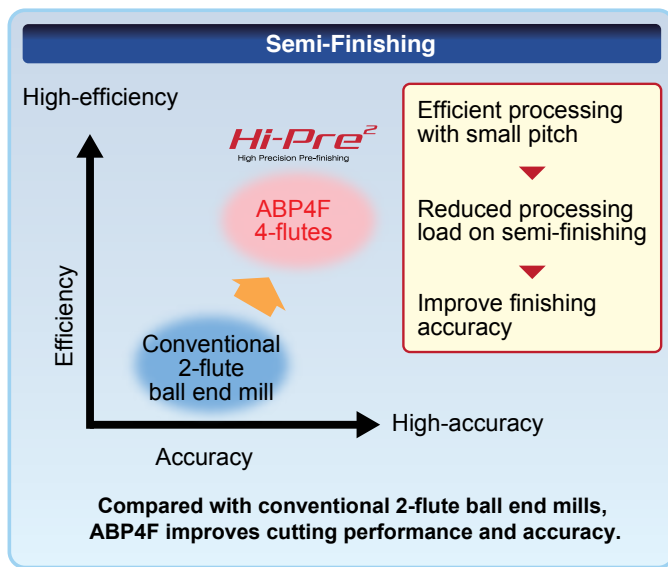 Semi-Finishing
High-efficiency
Hi-Pre²
High Precision Pre-finishing
ABP4F
4-flutes
Conventional
2-flute
ball end mill
Efficiency
Accuracy
High-accuracy
Efficient processing
with small pitch
Reduced processing
load on semi-finishing
Improve finishing
accuracy
Compared with conventional 2-flute ball end mills,
ABP4F improves cutting performance and accuracy.